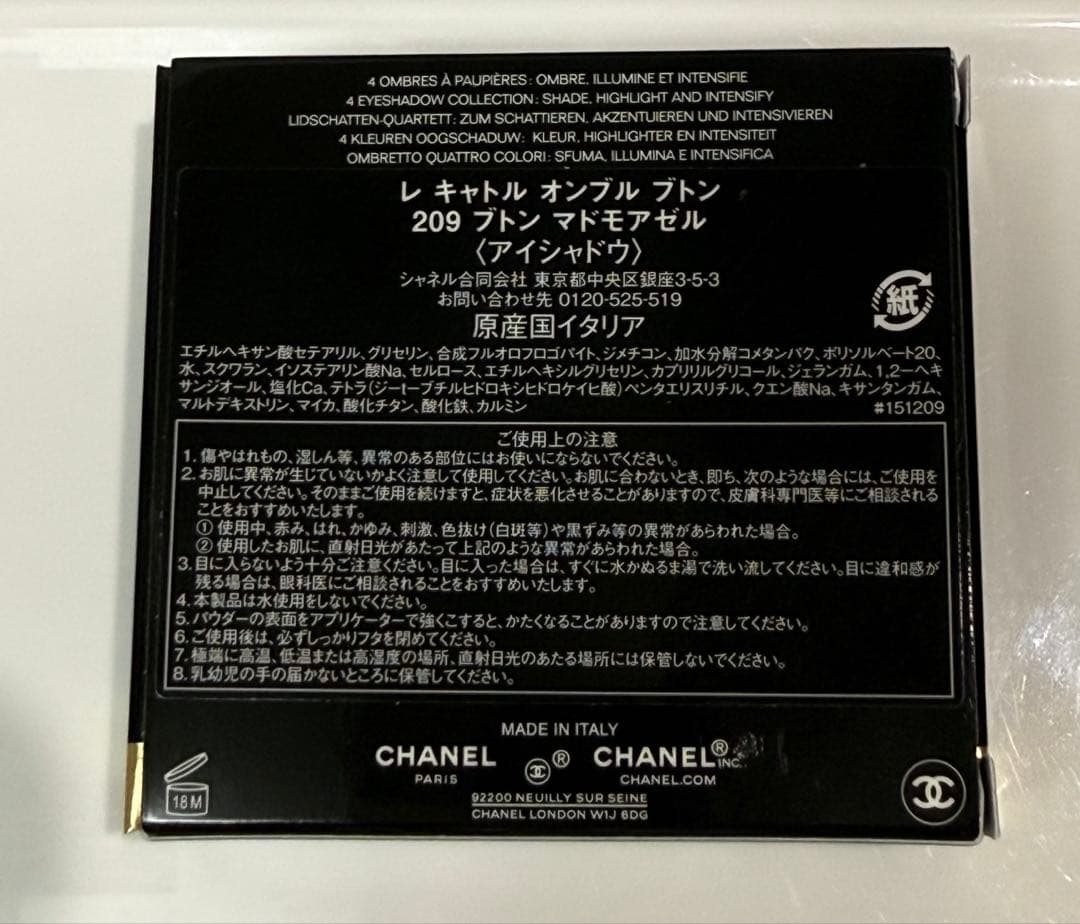 4 OMBRES À PAUPIÈRES: OMBRE, ILLUMINE ET INTENSIFIE
4 EYESHADOW COLLECTION: SHADE, HIGHLIGHT AND INTENSIFY
LIDSCHATTEN-QUARTETT: ZUM SCHATTIEREN, AKZENTUIEREN UND INTENSIVIEREN
4 KLEUREN OOGSCHADUW: KLEUR, HIGHLIGHTER EN INTENSITEIT
OMBRETTO QUATTRO COLORI: SFUMA, ILLUMINA E INTENSIFICA
レ キャトル オンブル ブトン
209 ブトン マドモアゼル
〈アイシャドウ〉
シャネル合同会社 東京都中央区銀座3-5-3
お問い合わせ先 0120-525-519
原産国イタリア
紙
エチルヘキサン酸セテアリル、グリセリン、合成フルオロフロゴパイト、ジメチコン、加水分解コメタンパク、ポリソルベート20、
水、スクワラン、イソステアリン酸Na、セルロース、エチルヘキシルグリセリン、カプリリルグリコール、ジェランガム、1,2-ヘキ
サンジオール、塩化Ca、テトラ(ジ-t-ブチルヒドロキシヒドロケイヒ酸)ペンタエリスリチル、クエン酸Na、キサンタンガム、
マルトデキストリン、マイカ、酸化チタン、酸化鉄、カルミン #151209
ご使用上の注意
1. 傷やはれもの、湿しん等、異常のある部位にはお使いにならないでください。
2. お肌に異常が生じていないかよく注意して使用してください。お肌に合わないとき、即ち、次のような場合には、ご使用を
中止してください。そのままご使用を続けますと、症状を悪化させることがありますので、皮膚科専門医等にご相談される
ことをおすすめいたします。
① 使用中、赤み、はれ、かゆみ、刺激、色抜け(白斑等)や黒ずみ等の異常があらわれた場合。
② 使用したお肌に、直射日光があたって上記のような異常があらわれた場合。
3. 目に入らないよう十分ご注意ください。目に入った場合は、すぐに水かぬるま湯で洗い流してください。目に違和感が
残る場合は、眼科医にご相談されることをおすすめいたします。
4. 本製品は水使用をしないでください。
5. パウダーの表面をアプリケーターで強くこすると、かたくなることがありますので注意してください。
6. ご使用後は、必ずしっかりフタを閉めてください。
7. 極端に高温、低温または高湿度の場所、直射日光のあたる場所には保管しないでください。
8. 乳幼児の手の届かないところに保管してください。
MADE IN ITALY
CHANEL ® CHANEL® INC.
PARIS CHANEL.COM
92200 NEUILLY SUR SEINE
CHANEL LONDON W1J 6DG
18 M